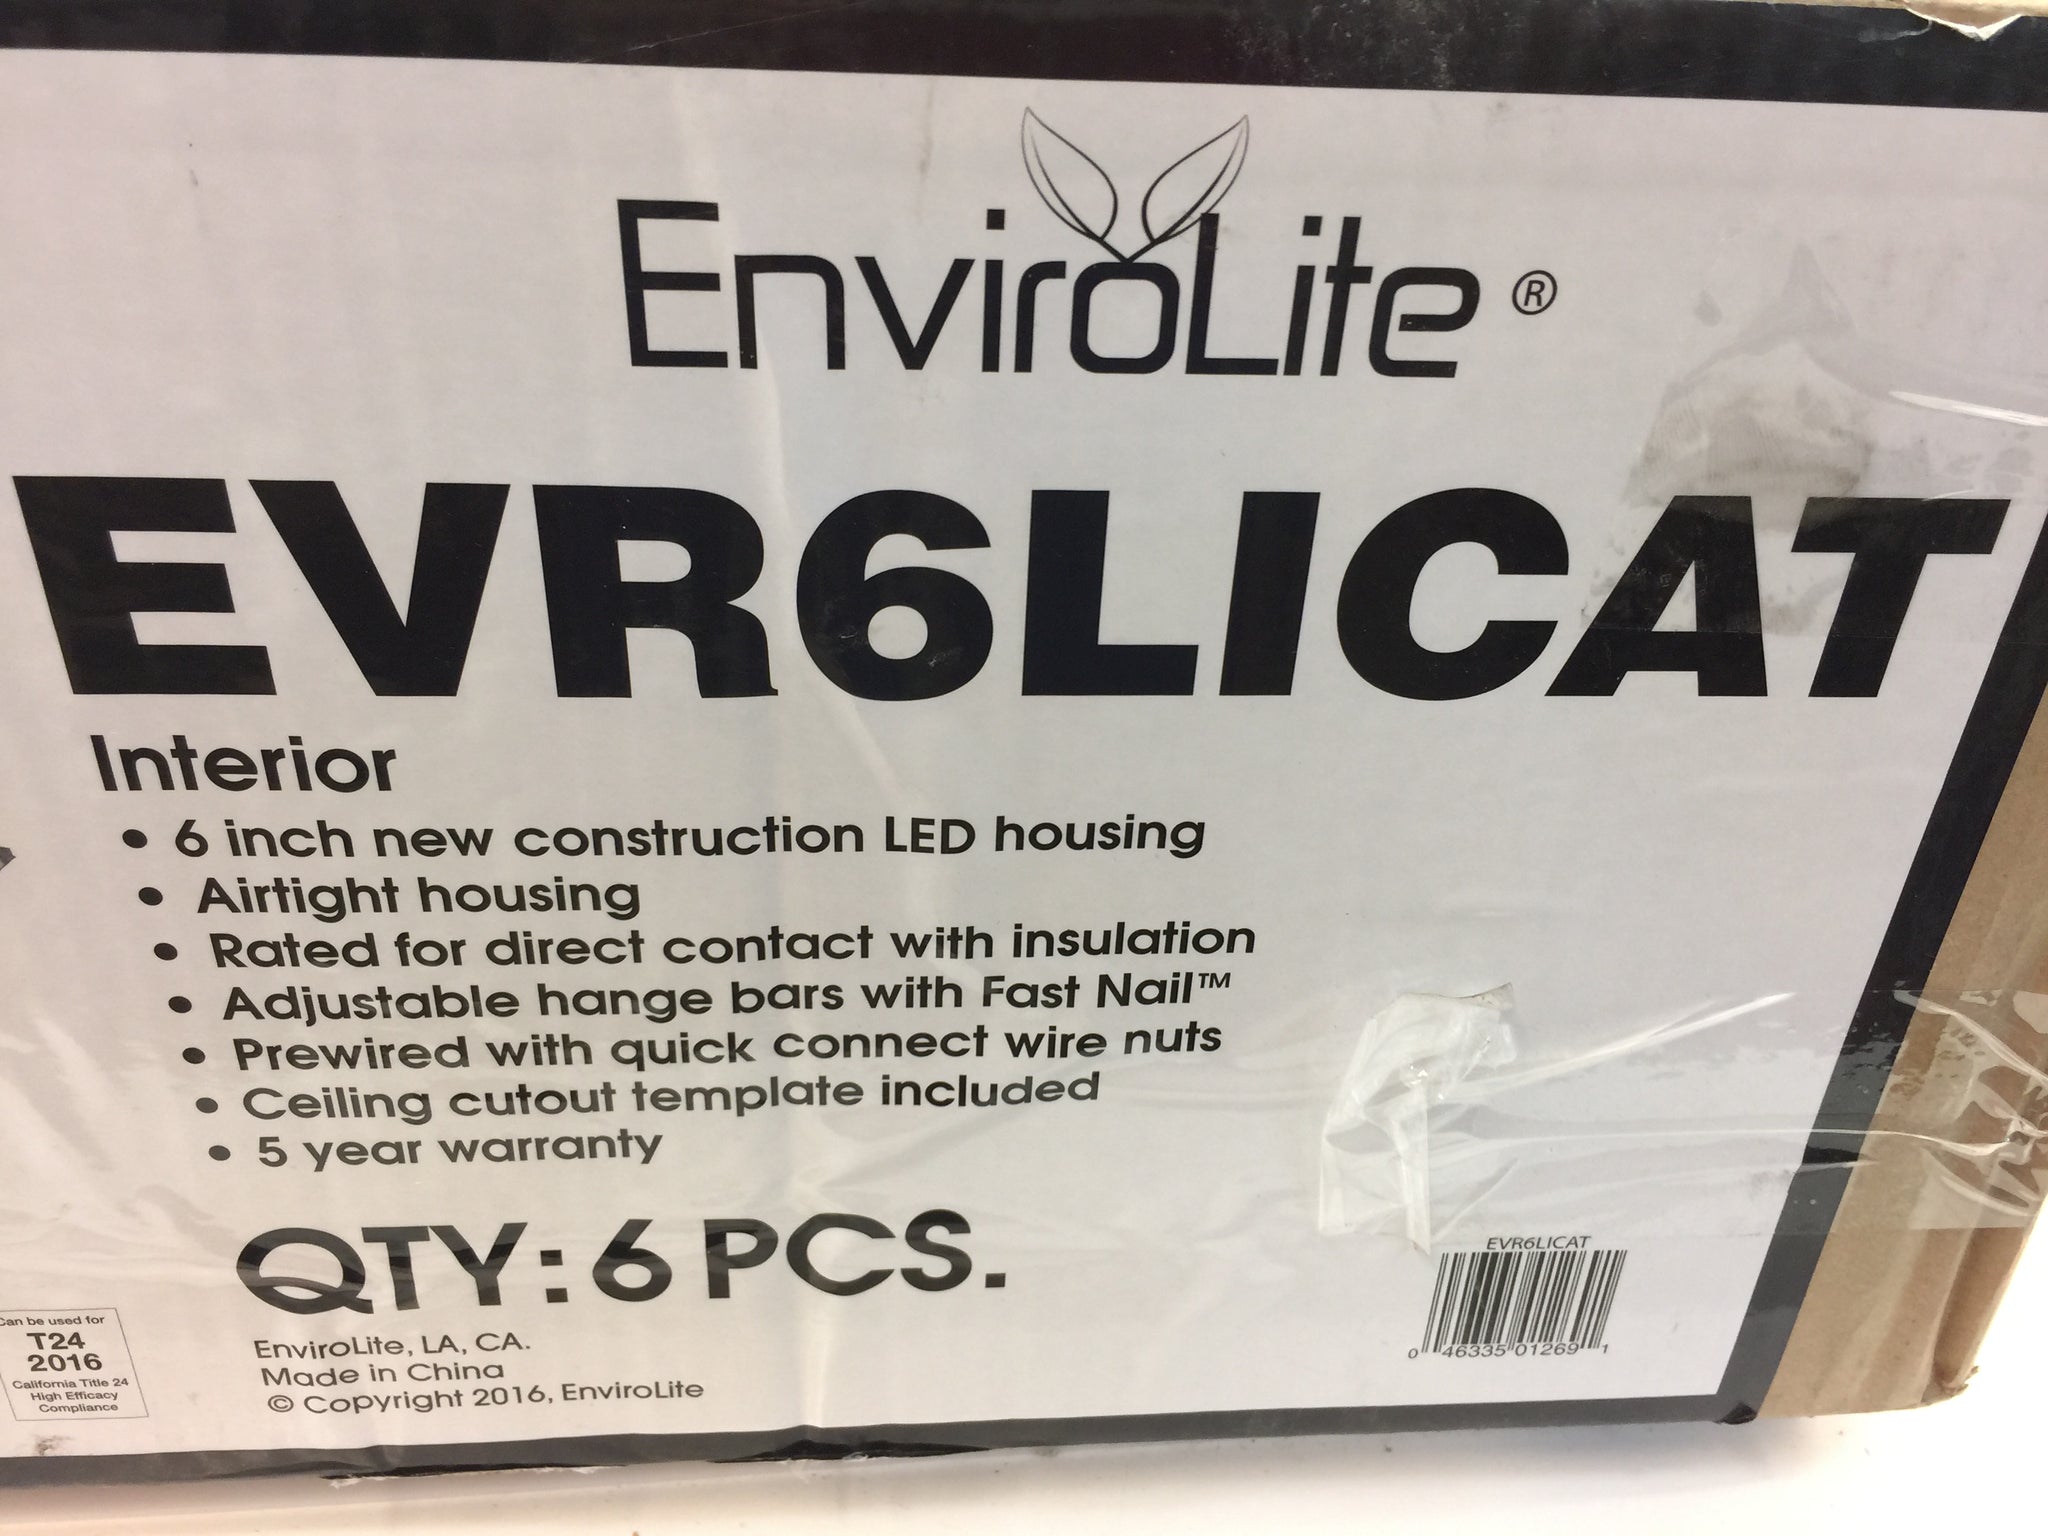 EnviroLite ®
EVR6LICAT
Interior
• 6 inch new construction LED housing
• Airtight housing
• Rated for direct contact with insulation
• Adjustable hange bars with Fast Nail™
• Prewired with quick connect wire nuts
• Ceiling cutout template included
• 5 year warranty
QTY: 6 PCS.
Can be used for
T24
2016
California Title 24
High Efficacy
Compliance
EnviroLite, LA, CA.
Made in China
© Copyright 2016, EnviroLite
EVR6LICAT
0 46335 01269 1